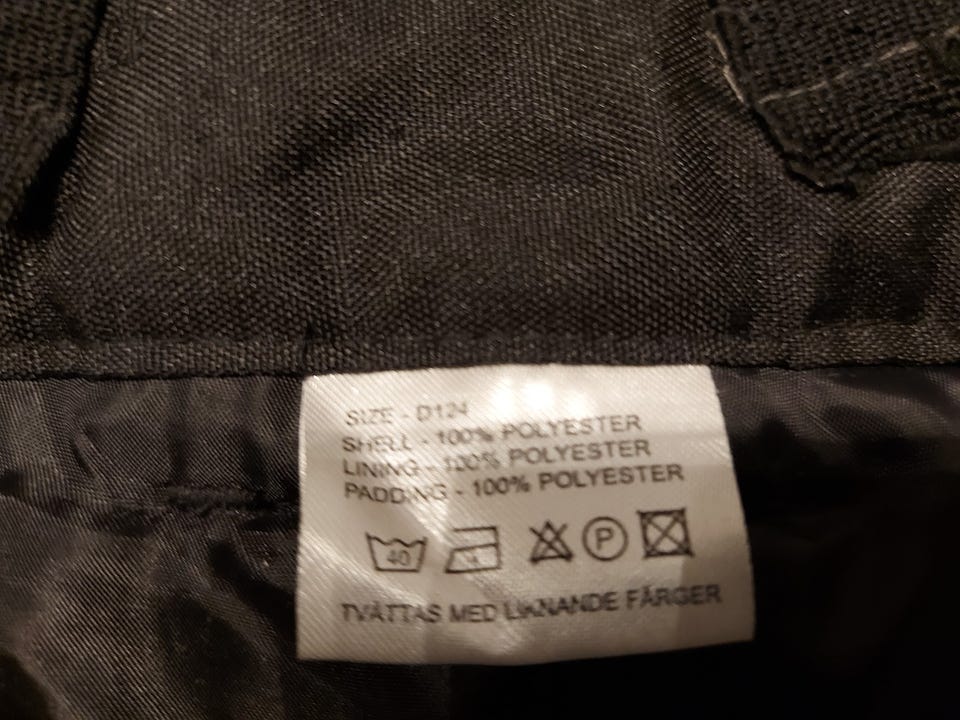 SIZE - D124
SHELL - 100% POLYESTER
LINING - 100% POLYESTER
PADDING - 100% POLYESTER
40 P
TVÄTTAS MED LIKNANDE FÄRGER